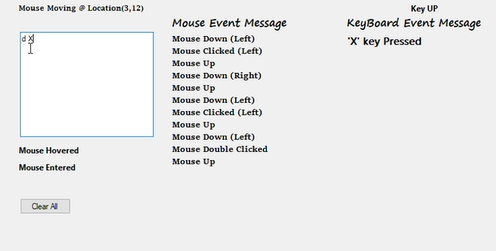 Mouse Moving @ Location(3,12)
Key UP
Mouse Event Message
KeyBoard Event Message
d X
'X' key Pressed
Mouse Down (Left)
Mouse Clicked (Left)
Mouse Up
Mouse Down (Right)
Mouse Up
Mouse Down (Left)
Mouse Clicked (Left)
Mouse Up
Mouse Down (Left)
Mouse Double Clicked
Mouse Up
Mouse Hovered
Mouse Entered
Clear All